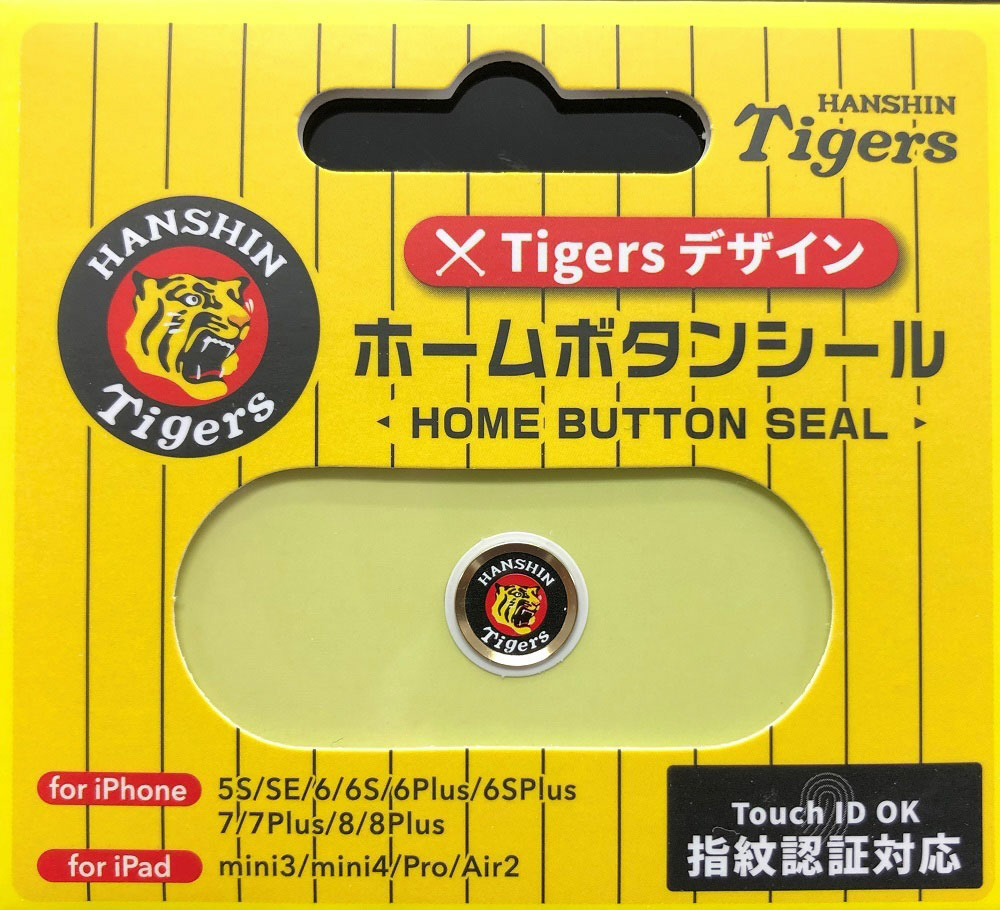 HANSHIN
Tigers
HANSHIN
Tigers
Tigers デザイン
ホームボタンシール
HOME BUTTON SEAL
HANSHIN
Tigers
for iPhone 5S/SE/6/6S/6Plus/6SPlus
7/7Plus/8/8Plus
for iPad mini3/mini4/Pro/Air2
Touch ID OK
指紋認証対応